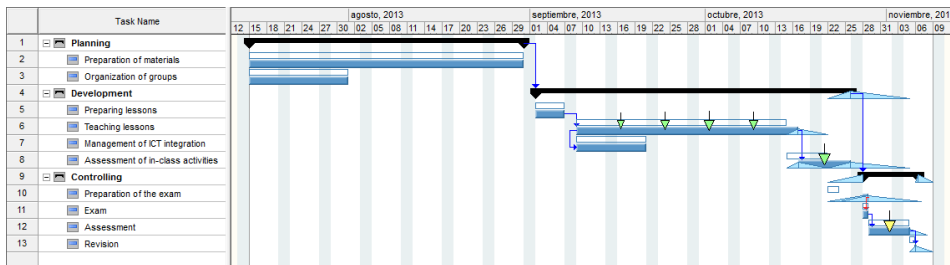 Task Name
agosto, 2013 septiembre, 2013 octubre, 2013 noviembre, 201
12 15 18 21 24 27 30 02 05 08 11 14 17 20 23 26 29 01 04 07 10 13 16 19 22 25 28 01 04 07 10 13 16 19 22 25 28 31 03 06 09
1 Planning
2 Preparation of materials
3 Organization of groups
4 Development
5 Preparing lessons
6 Teaching lessons
7 Management of ICT integration
8 Assessment of in-class activities
9 Controlling
10 Preparation of the exam
11 Exam
12 Assessment
13 Revision